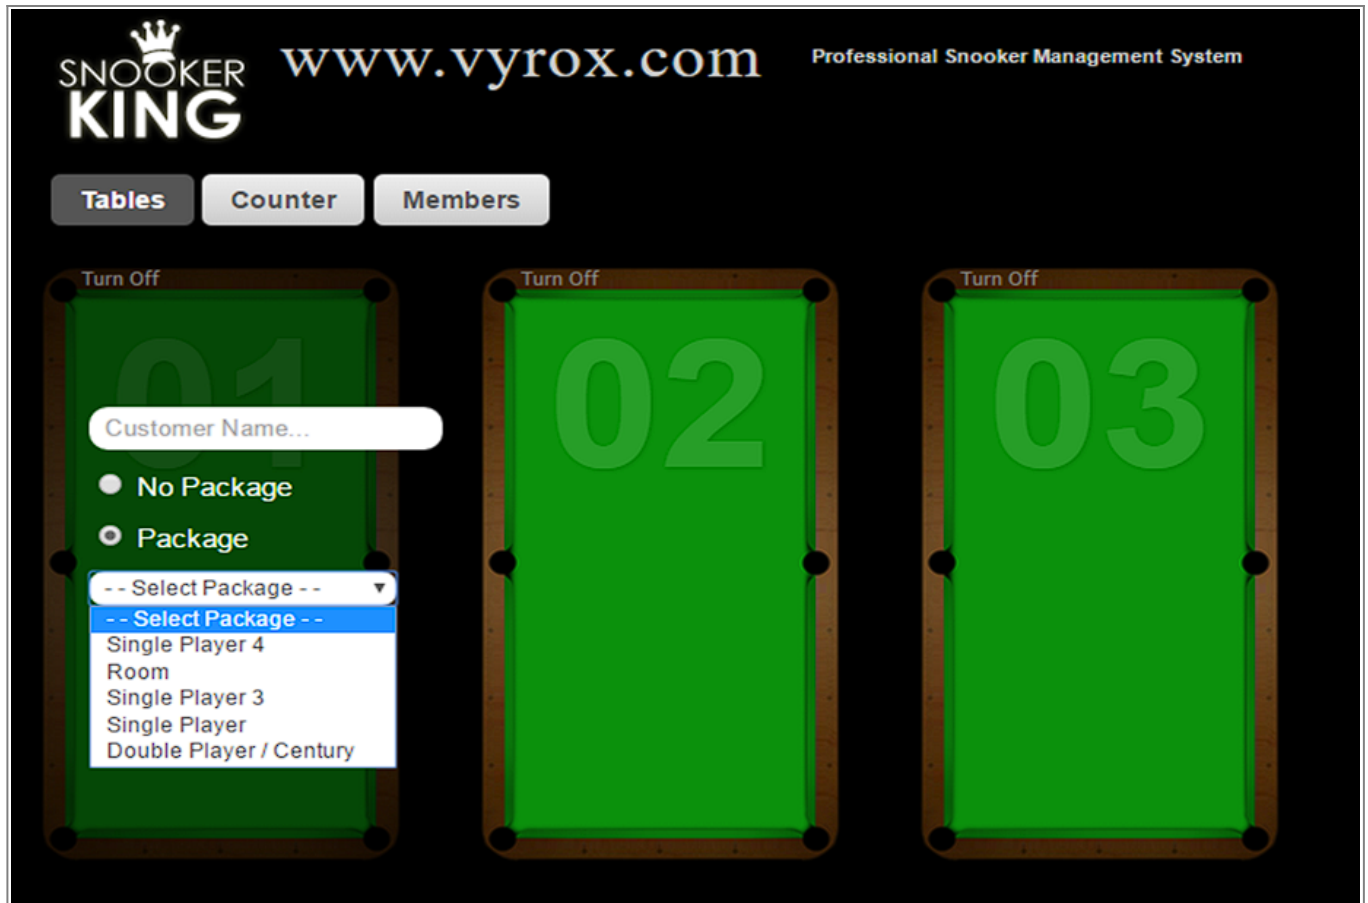 SNOOKER
KING
www.vyrox.com
Professional Snooker Management System
Tables
Counter
Members
Turn Off
01
Customer Name...
No Package
Package
- - Select Package - -
- - Select Package - -
Single Player 4
Room
Single Player 3
Single Player
Double Player / Century
Turn Off
02
Turn Off
03